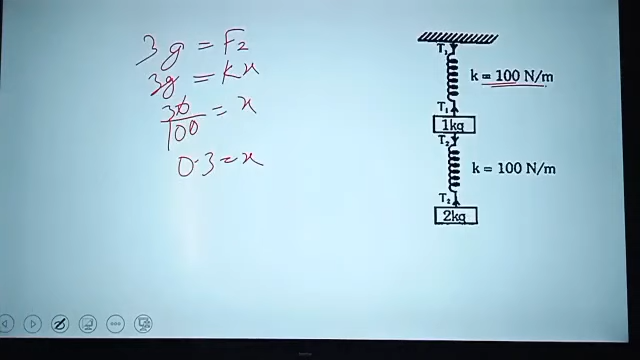 3g = F2
3g = Kx
30/100 = x
0.3 = x
T₁
k = 100 N/m
T₁
1kg
T₂
k = 100 N/m
T₂
2kg